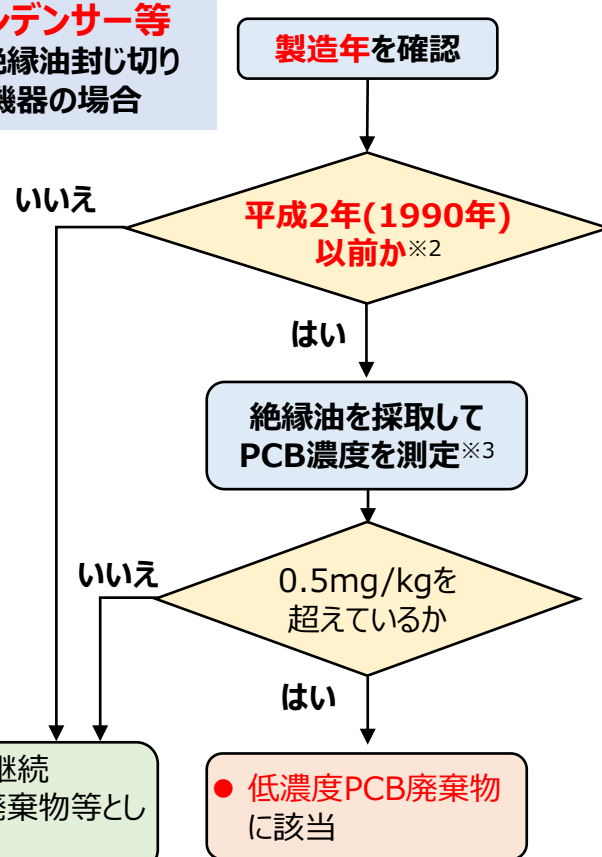 ンデンサー等
絶縁油封じ切り
機器の場合
製造年を確認
平成2年(1990年)
以前か※2
いいえ
はい
絶縁油を採取して
PCB濃度を測定※3
0.5mg/kgを
超えているか
いいえ
はい
継続
廃棄物等とし
● 低濃度PCB廃棄物
に該当